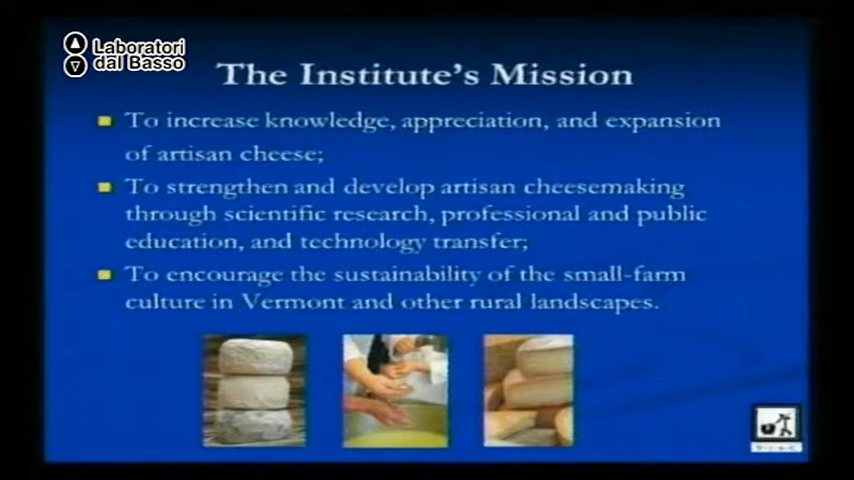 Laboratori
dal Basso
The Institute's Mission
To increase knowledge, appreciation, and expansion
of artisan cheese;
To strengthen and develop artisan cheesemaking
through scientific research, professional and public
education, and technology transfer;
To encourage the sustainability of the small-farm
culture in Vermont and other rural landscapes.